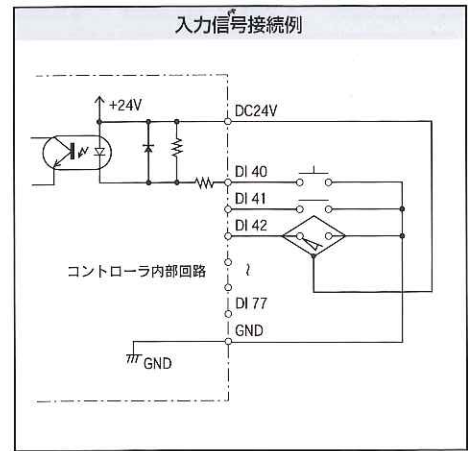 入力信号接続例
+24V
DC24V
DI 40
DI 41
DI 42
コントローラ内部回路
~
DI 77
GND
GND